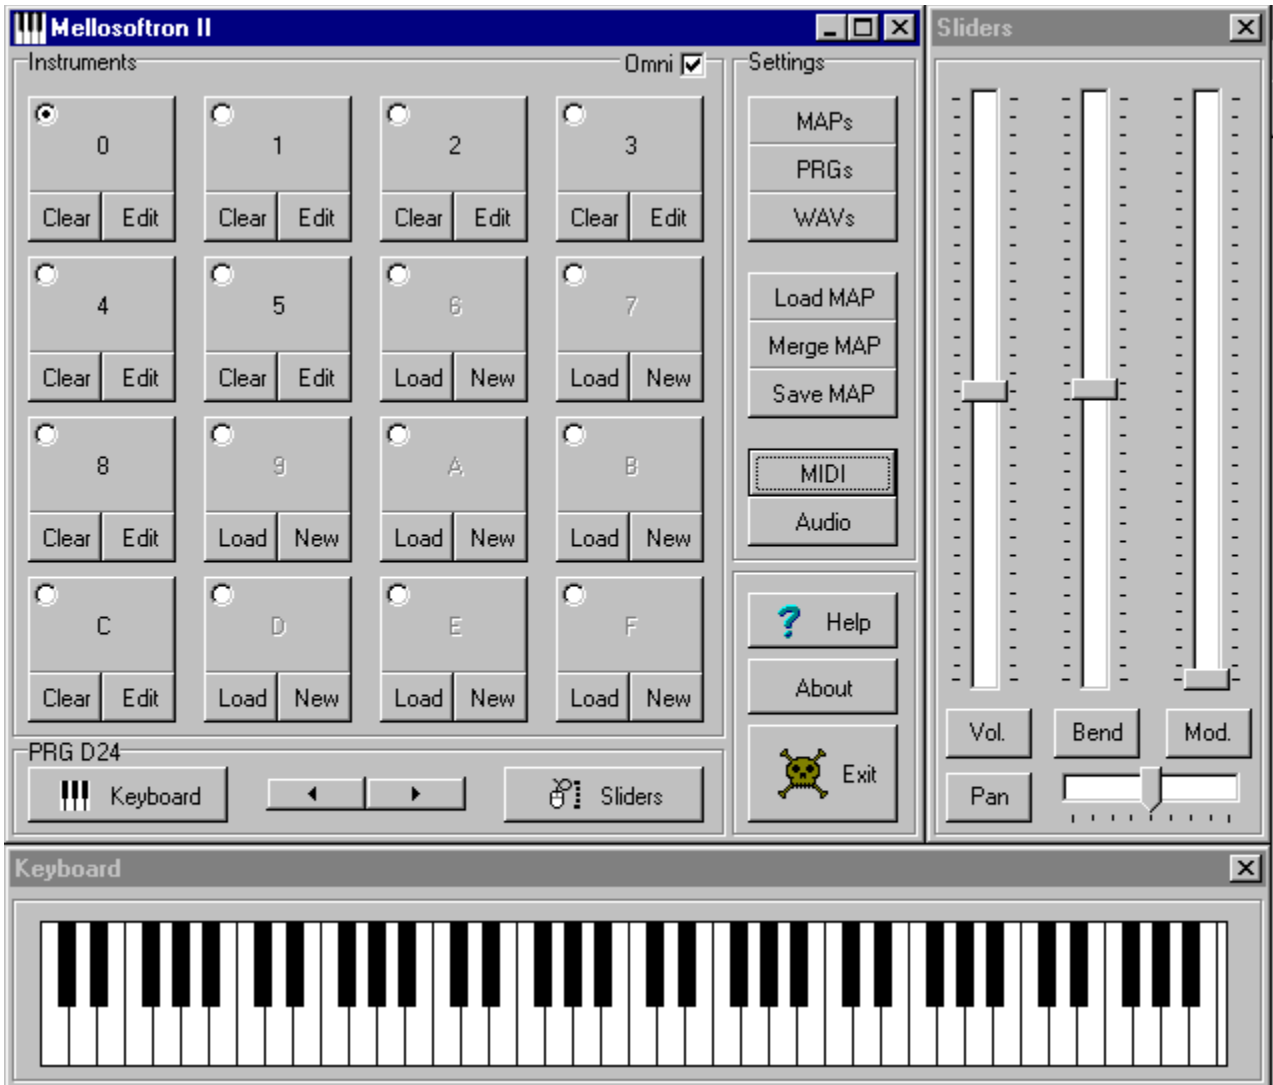 Mellosoftron II
Instruments Omni
0 1 2 3
Clear Edit Clear Edit Clear Edit Clear Edit
4 5 6 7
Clear Edit Clear Edit Load New Load New
8 9 A B
Clear Edit Load New Load New Load New
C D E F
Clear Edit Load New Load New Load New
PRG D24
Keyboard Sliders
Settings
MAPs
PRGs
WAVs
Load MAP
Merge MAP
Save MAP
MIDI
Audio
? Help
About
Exit
Sliders
Vol. Bend Mod.
Pan
Keyboard